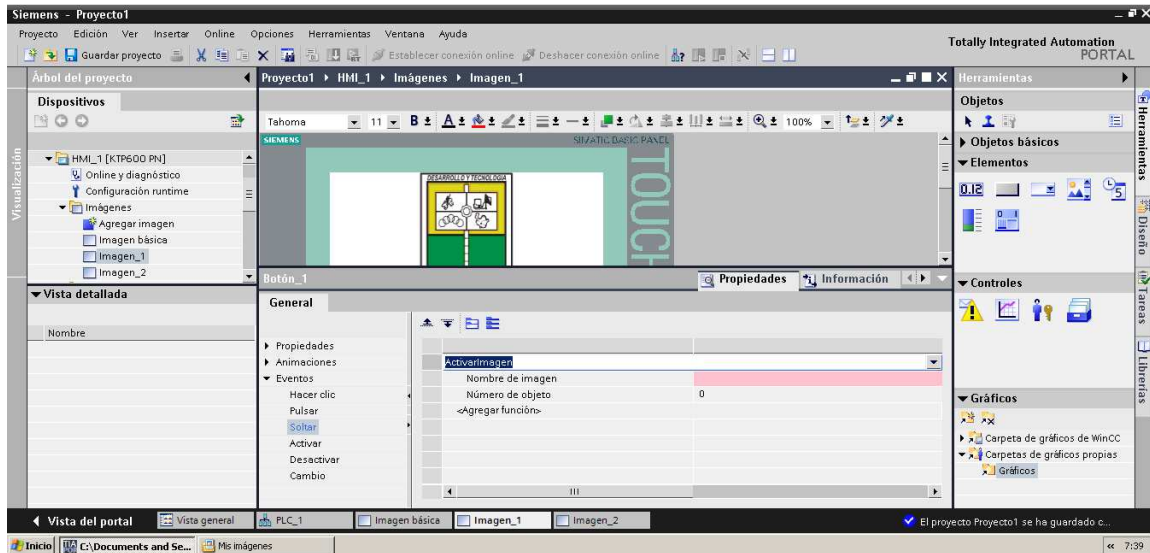 Siemens - Proyecto1
Proyecto Edición Ver Insertar Online Opciones Herramientas Ventana Ayuda
Guardar proyecto
Establecer conexión online
Deshacer conexión online
Totally Integrated Automation
PORTAL
Árbol del proyecto
Dispositivos
Visualización
HMI_1 [KTP600 PN]
Online y diagnóstico
Configuración runtime
Imágenes
Agregar imagen
Imagen básica
Imagen_1
Imagen_2
Vista detallada
Nombre
Proyecto1 HMI_1 Imágenes Imagen_1
Tahoma 11 B A 100%
SIEMENS
SIMATIC BASIC PANEL
DESARROLLO Y TECNOLOGIA
TOUCH
Botón_1
Propiedades
Información
General
Propiedades
Animaciones
Eventos
Hacer clic
Pulsar
Soltar
Activar
Desactivar
Cambio
ActivarImagen
Nombre de imagen
Número de objeto 0
<Agregar función>
Herramientas
Objetos
Objetos básicos
Elementos
0.12
5
0 1
Controles
Gráficos
Carpeta de gráficos de WinCC
Carpetas de gráficos propias
Gráficos
Herramientas
Diseño
Tareas
Librerías
Vista del portal
Vista general
PLC_1
Imagen básica
Imagen_1
Imagen_2
El proyecto Proyecto1 se ha guardado c...
Inicio
C:\Documents and Se...
Mis imágenes
« 7:39